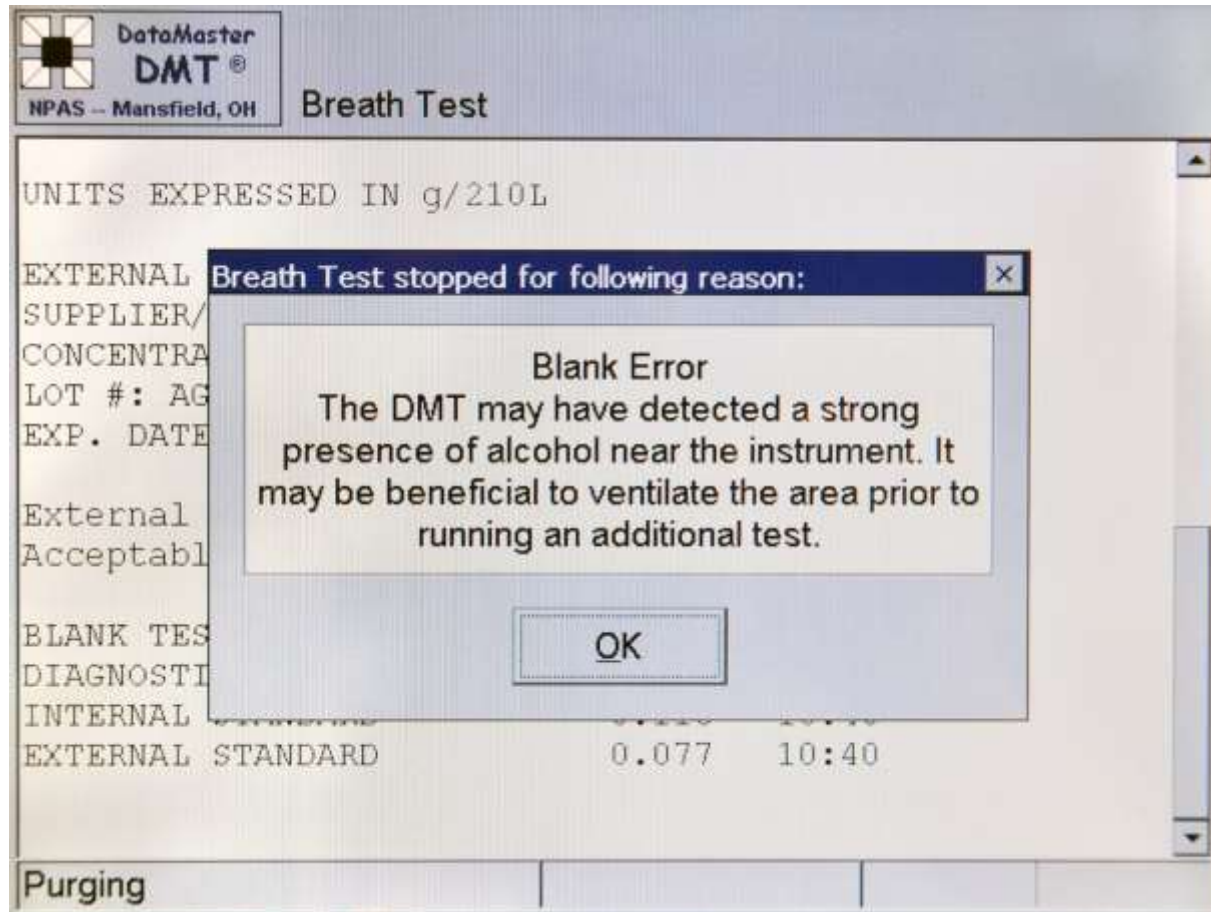 DataMaster
DMT ®
NPAS -- Mansfield, OH
Breath Test
UNITS EXPRESSED IN g/210L
EXTERNAL
SUPPLIER/
CONCENTRA
LOT #: AG
EXP. DATE
External
Acceptabl
BLANK TES
DIAGNOSTI
INTERNAL
EXTERNAL STANDARD 0.077 10:40
Breath Test stopped for following reason:
Blank Error
The DMT may have detected a strong
presence of alcohol near the instrument. It
may be beneficial to ventilate the area prior to
running an additional test.
OK
Purging